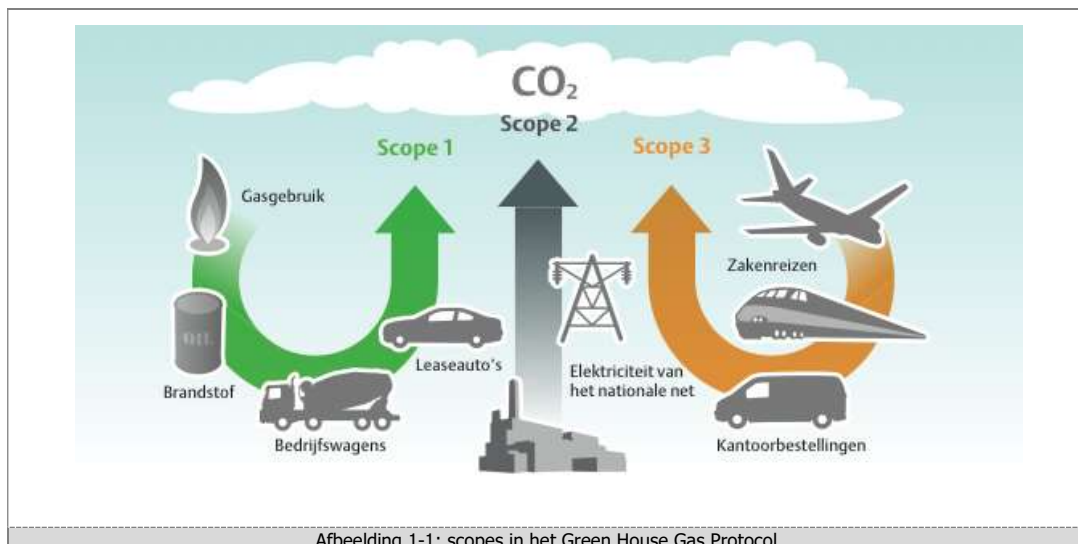 CO₂
Scope 2
Scope 1
Scope 3
Gasgebruik
Zakenreizen
OIL
Leaseauto's
Elektriciteit van
het nationale net
Brandstof
Bedrijfswagens
Kantoorbestellingen
Afbeelding 1-1: scopes in het Green House Gas Protocol